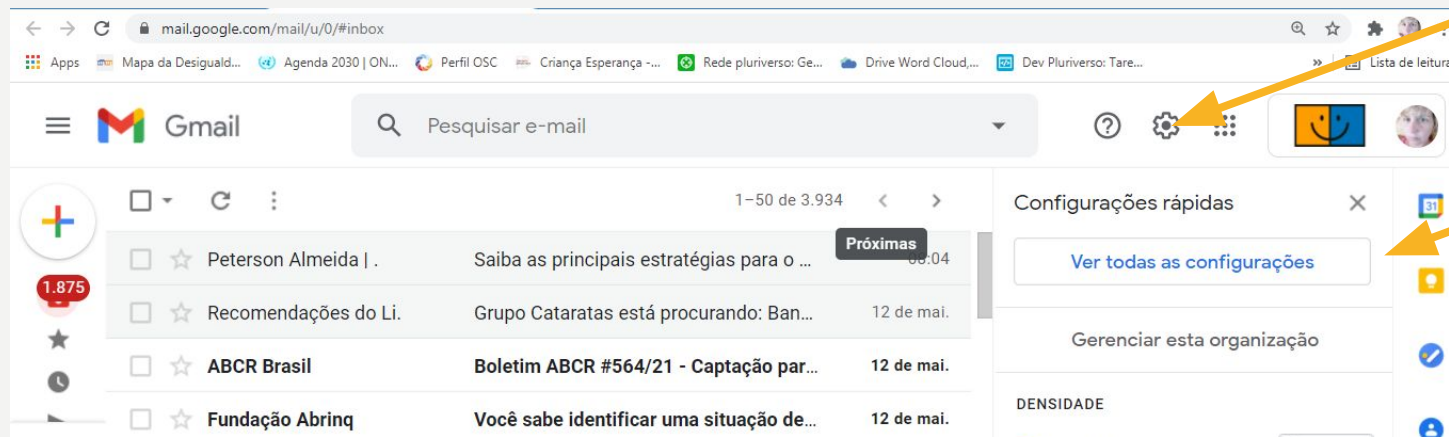 mail.google.com/mail/u/0/#inbox
Apps Mapa da Desiguald... Agenda 2030 | ON... Perfil OSC Criança Esperança -... Rede pluriverso: Ge... Drive Word Cloud,... Dev Pluriverso: Tare... » Lista de leitura
Gmail Pesquisar e-mail
1–50 de 3.934 Configurações rápidas 31
Próximas
Peterson Almeida | . Saiba as principais estratégias para o ... 08:04 Ver todas as configurações
1.875
Recomendações do Li. Grupo Cataratas está procurando: Ban... 12 de mai.
Gerenciar esta organização
ABCR Brasil Boletim ABCR #564/21 - Captação par... 12 de mai.
DENSIDADE
Fundação Abrinq Você sabe identificar uma situação de... 12 de mai.